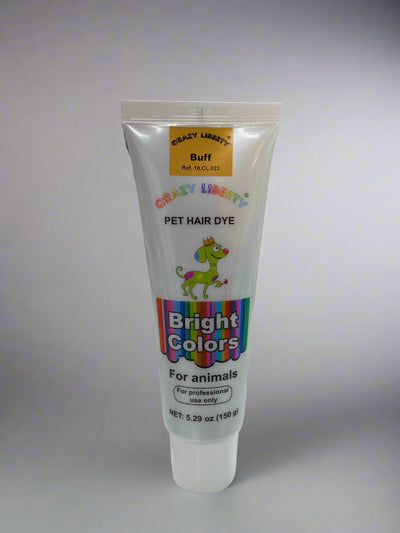 CRAZY LIBERTY
Buff
Ref. 10.CL.023
CRAZY LIBERTY
PET HAIR DYE
Bright
Colors
For animals
For professional
use only
NET: 5.29 oz (150 g)